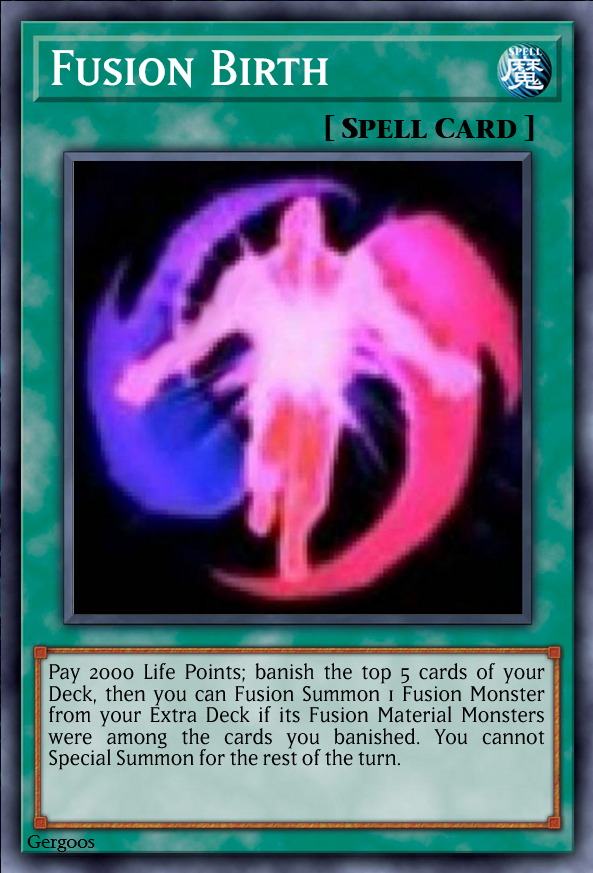 Fusion Birth
SPELL
魔
[ Spell Card ]
Pay 2000 Life Points; banish the top 5 cards of your
Deck, then you can Fusion Summon 1 Fusion Monster
from your Extra Deck if its Fusion Material Monsters
were among the cards you banished. You cannot
Special Summon for the rest of the turn.
Gergoos